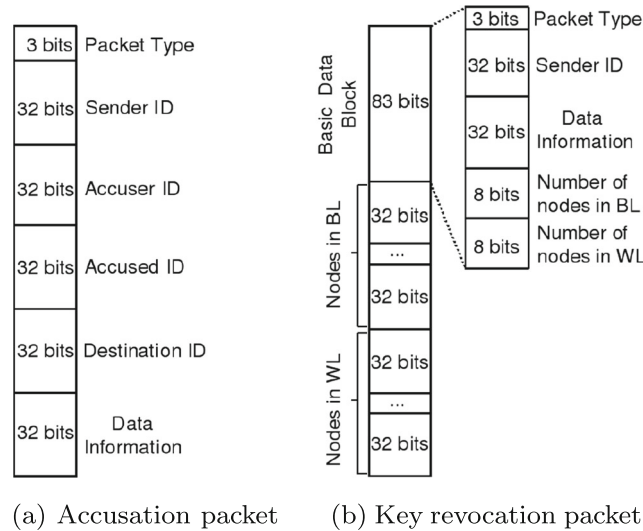 3 bits Packet Type
32 bits Sender ID
32 bits Accuser ID
32 bits Accused ID
32 bits Destination ID
32 bits Data
Information
(a) Accusation packet
Basic Data
Block
83 bits
Nodes in BL
32 bits
...
32 bits
Nodes in WL
32 bits
...
32 bits
3 bits Packet Type
32 bits Sender ID
32 bits Data
Information
8 bits Number of
nodes in BL
8 bits Number of
nodes in WL
(b) Key revocation packet